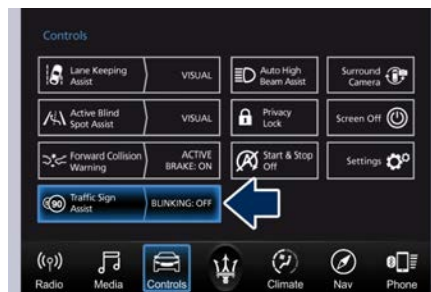 Controls
Lane Keeping
Assist
VISUAL
Auto High
Beam Assist
Surround
Camera
Active Blind
Spot Assist
VISUAL
Privacy
Lock
Screen Off
Forward Collision
Warning
ACTIVE
BRAKE: ON
Start & Stop
Off
Settings
90
Traffic Sign
Assist
BLINKING: OFF
Radio
Media
Controls
Climate
Nav
Phone